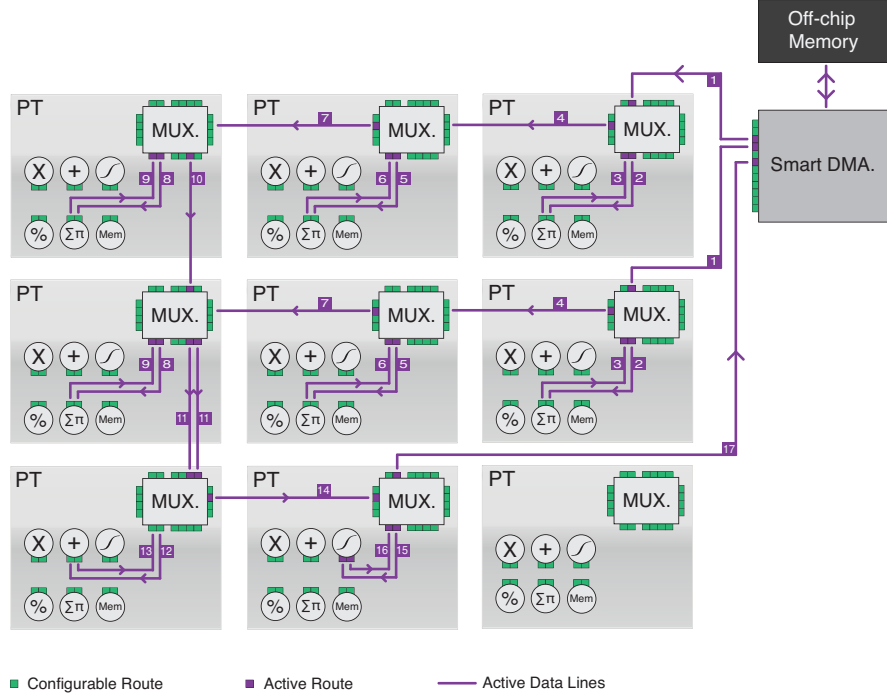 Off-chip
Memory
Smart DMA.
1
1
17
PT
MUX.
7
PT
MUX.
4
PT
MUX.
9 8 10
6 5
3 2
X + %
Σπ Mem
X + %
Σπ Mem
X + %
Σπ Mem
PT
MUX.
7
PT
MUX.
4
PT
MUX.
9 8
6 5
3 2
X +
X +
X +
% Σπ Mem
% Σπ Mem
% Σπ Mem
11 11
PT
MUX.
14
PT
MUX.
PT
MUX.
13 12
16 15
X +
X +
X +
% Σπ Mem
% Σπ Mem
% Σπ Mem
Configurable Route
Active Route
Active Data Lines